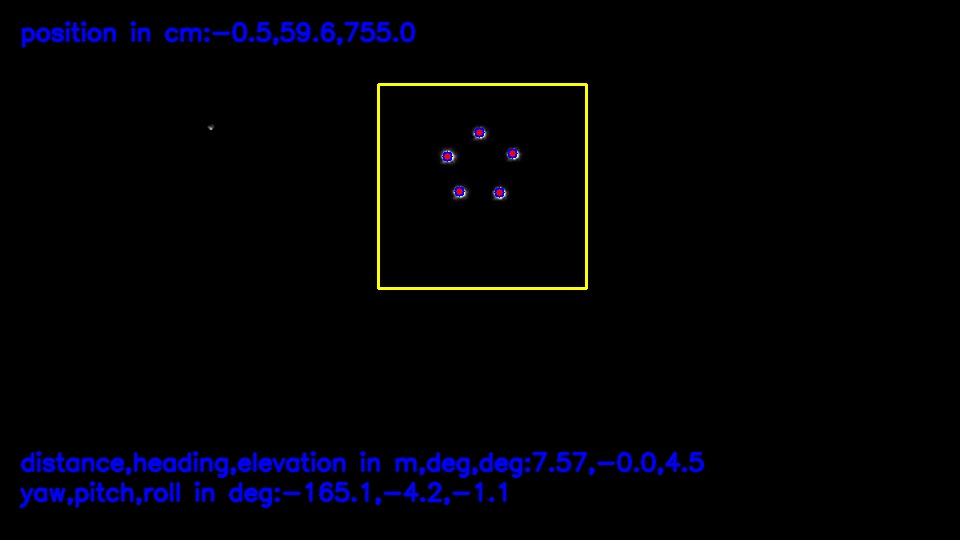 position in cm:-0.5,59.6,755.0
distance,heading,elevation in m,deg,deg:7.57,-0.0,4.5
yaw,pitch,roll in deg:-165.1,-4.2,-1.1